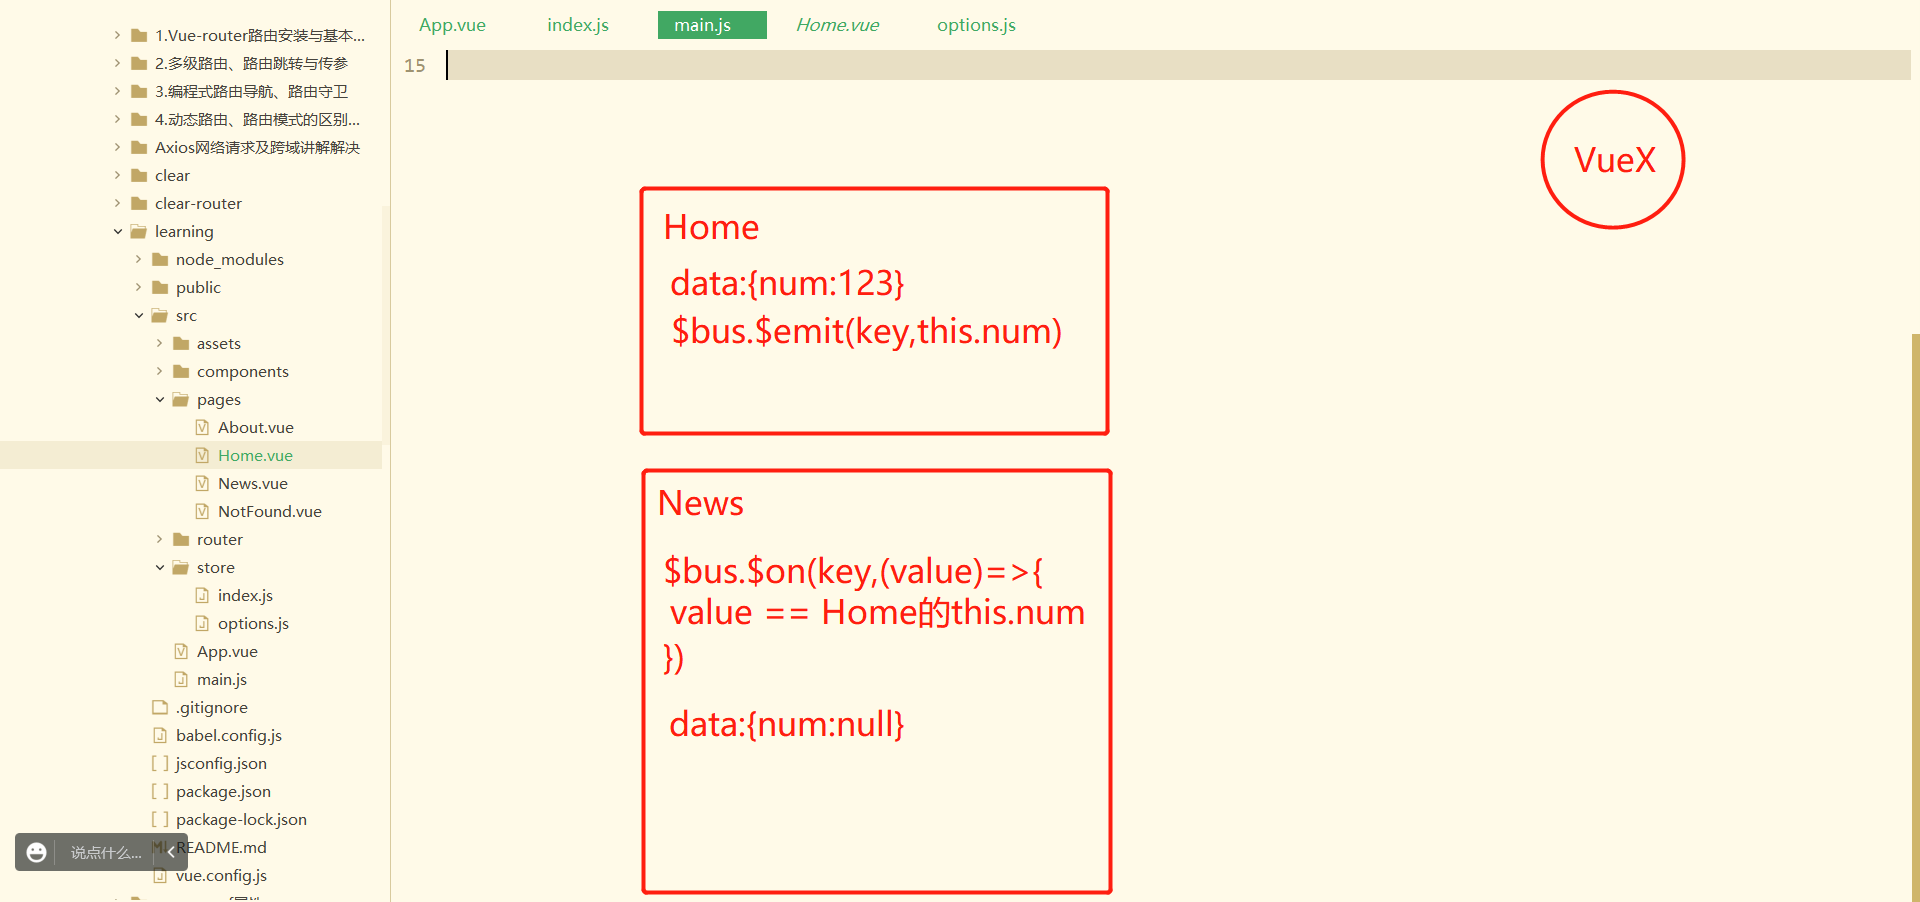 1.Vue-router路由安装与基本...
2.多级路由、路由跳转与传参
3.编程式路由导航、路由守卫
4.动态路由、路由模式的区别...
Axios网络请求及跨域讲解解决
clear
clear-router
learning
node_modules
public
src
assets
components
pages
About.vue
Home.vue
News.vue
NotFound.vue
router
store
index.js
options.js
App.vue
main.js
.gitignore
babel.config.js
jsconfig.json
package.json
package-lock.json
README.md
vue.config.js
说点什么...
App.vue index.js main.js Home.vue options.js
15
VueX
Home
data:{num:123}
$bus.$emit(key,this.num)
News
$bus.$on(key,(value)=>{
value == Home的this.num
})
data:{num:null}